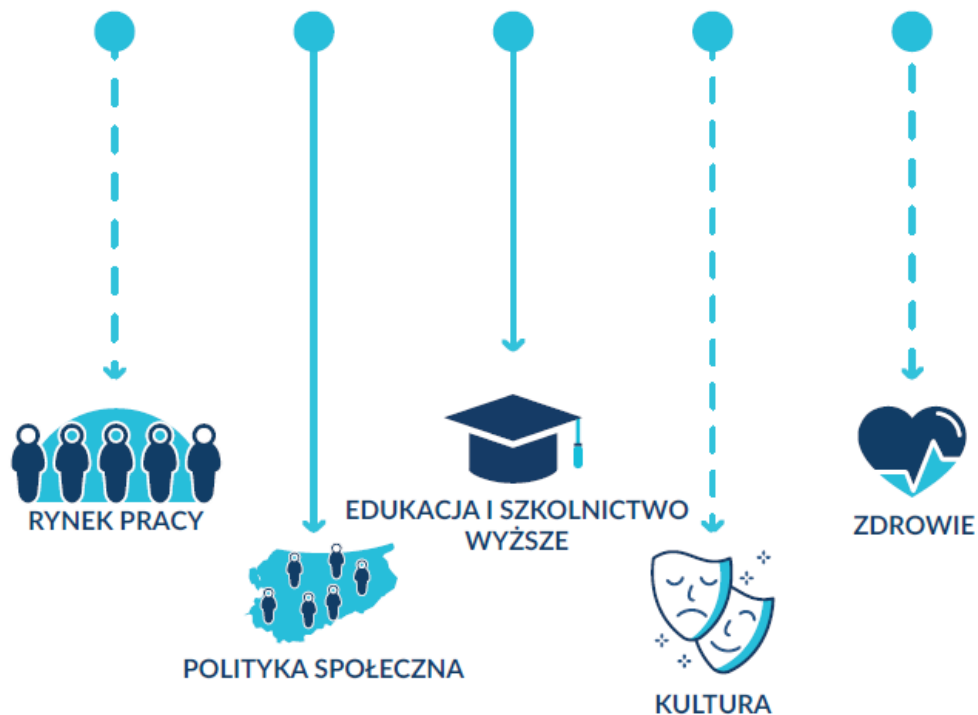 RYNEK PRACY
POLITYKA SPOŁECZNA
EDUKACJA I SZKOLNICTWO
WYŻSZE
KULTURA
ZDROWIE